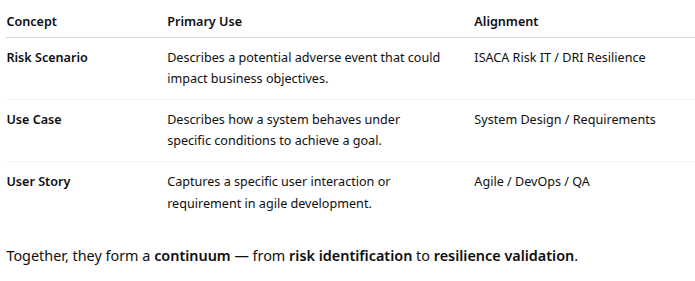 Concept Primary Use Alignment
Risk Scenario Describes a potential adverse event that could ISACA Risk IT / DRI Resilience
impact business objectives.
Use Case Describes how a system behaves under System Design / Requirements
specific conditions to achieve a goal.
User Story Captures a specific user interaction or Agile / DevOps / QA
requirement in agile development.
Together, they form a continuum — from risk identification to resilience validation.